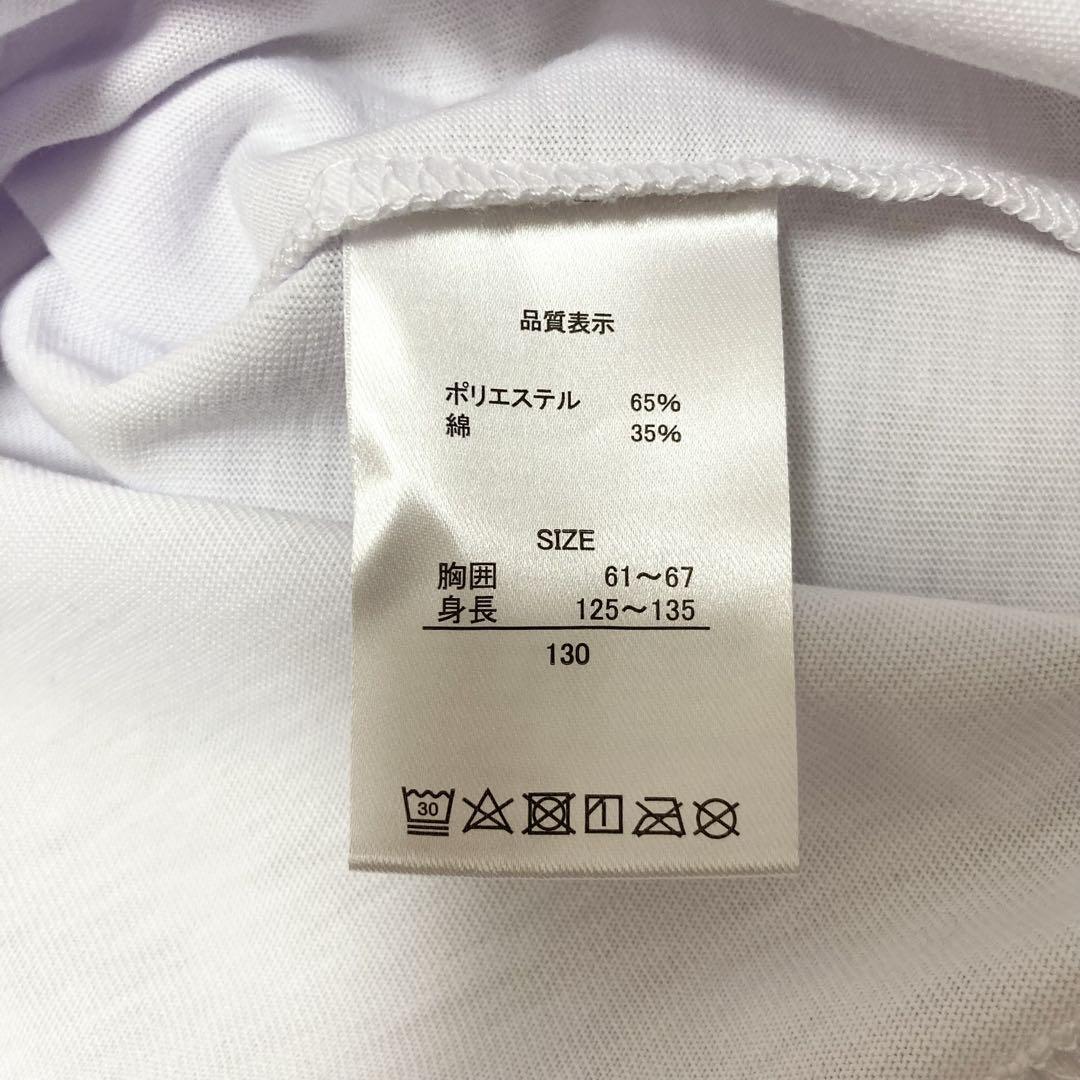 品質表示
ポリエステル 65%
綿 35%
SIZE
胸囲 61～67
身長 125～135
130
30